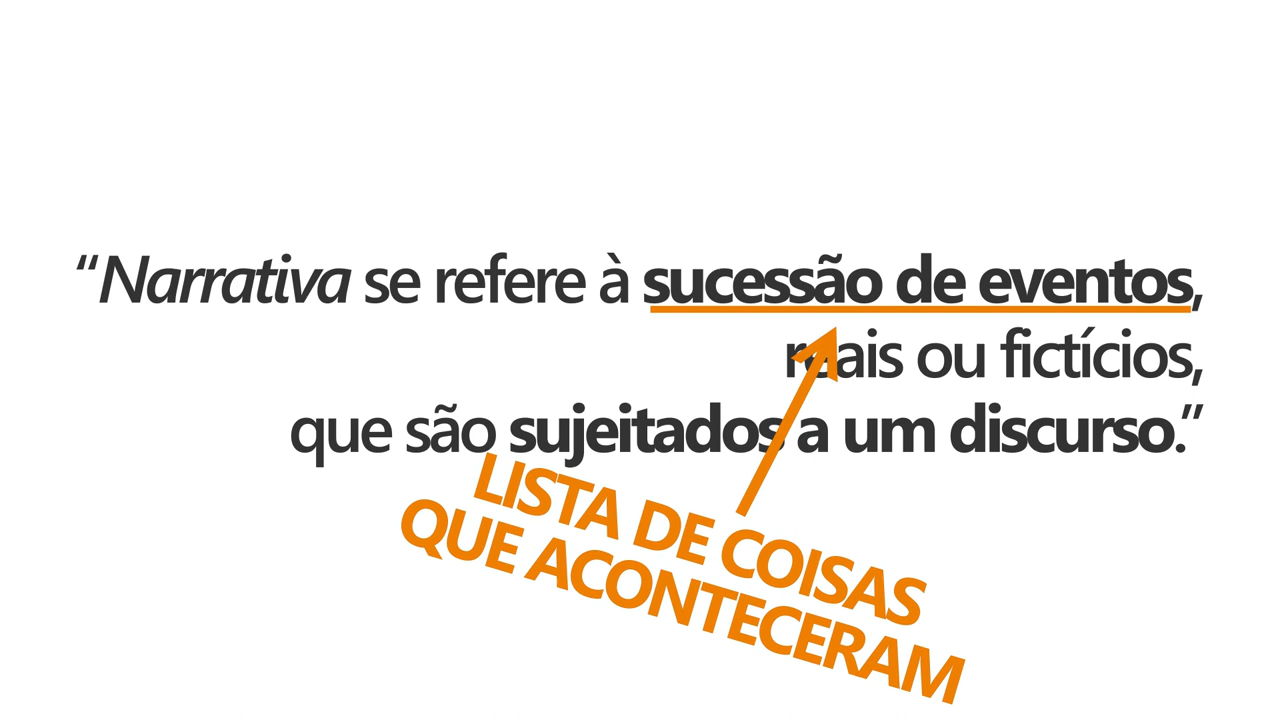 “Narrativa se refere à sucessão de eventos,
reais ou fictícios,
que são sujeitados a um discurso.”
LISTA DE COISAS
QUE ACONTECERAM